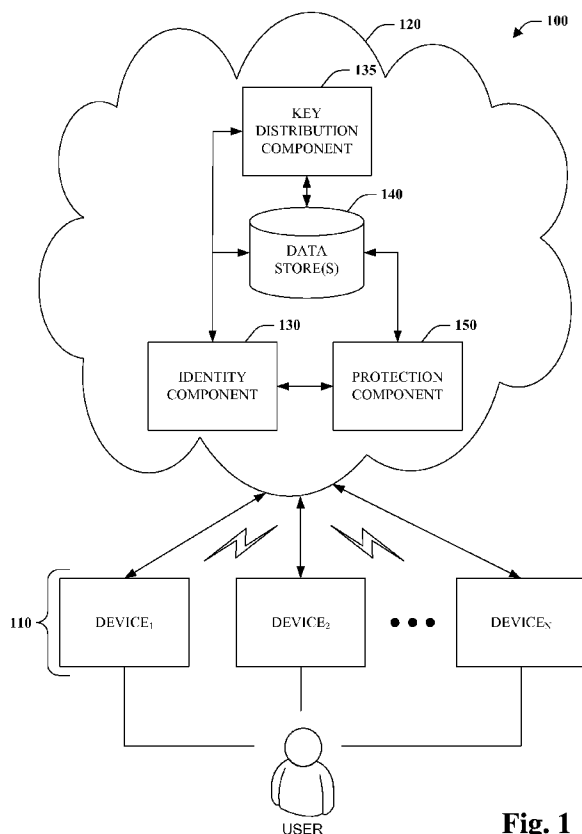 100
120
135
KEY
DISTRIBUTION
COMPONENT
140
DATA
STORE(S)
130
150
IDENTITY
COMPONENT
PROTECTION
COMPONENT
110
DEVICE₁
DEVICE₂
DEVICE_N
USER
Fig. 1